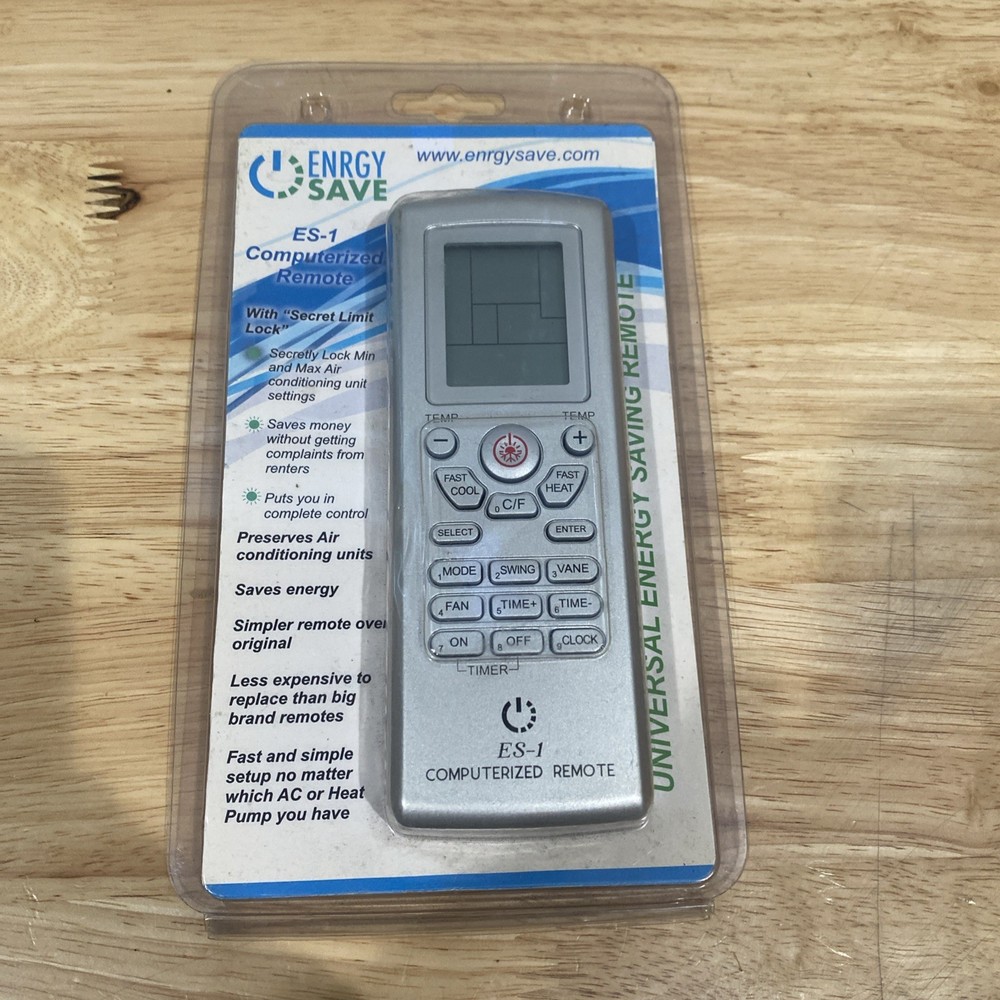 ENRGY
SAVE
www.enrgysave.com
ES-1
Computerized
Remote
With "Secret Limit
Lock"
Secretly Lock Min
and Max Air
conditioning unit
settings
Saves money
without getting
complaints from
renters
Puts you in
complete control
Preserves Air
conditioning units
Saves energy
Simpler remote over
original
Less expensive to
replace than big
brand remotes
Fast and simple
setup no matter
which AC or Heat
Pump you have
TEMP TEMP
- +
FAST
COOL
FAST
HEAT
0 C/F
SELECT ENTER
1 MODE 2 SWING 3 VANE
4 FAN 5 TIME+ 6 TIME-
7 ON 8 OFF 9 CLOCK
TIMER
ES-1
COMPUTERIZED REMOTE
UNIVERSAL ENERGY SAVING REMOTE